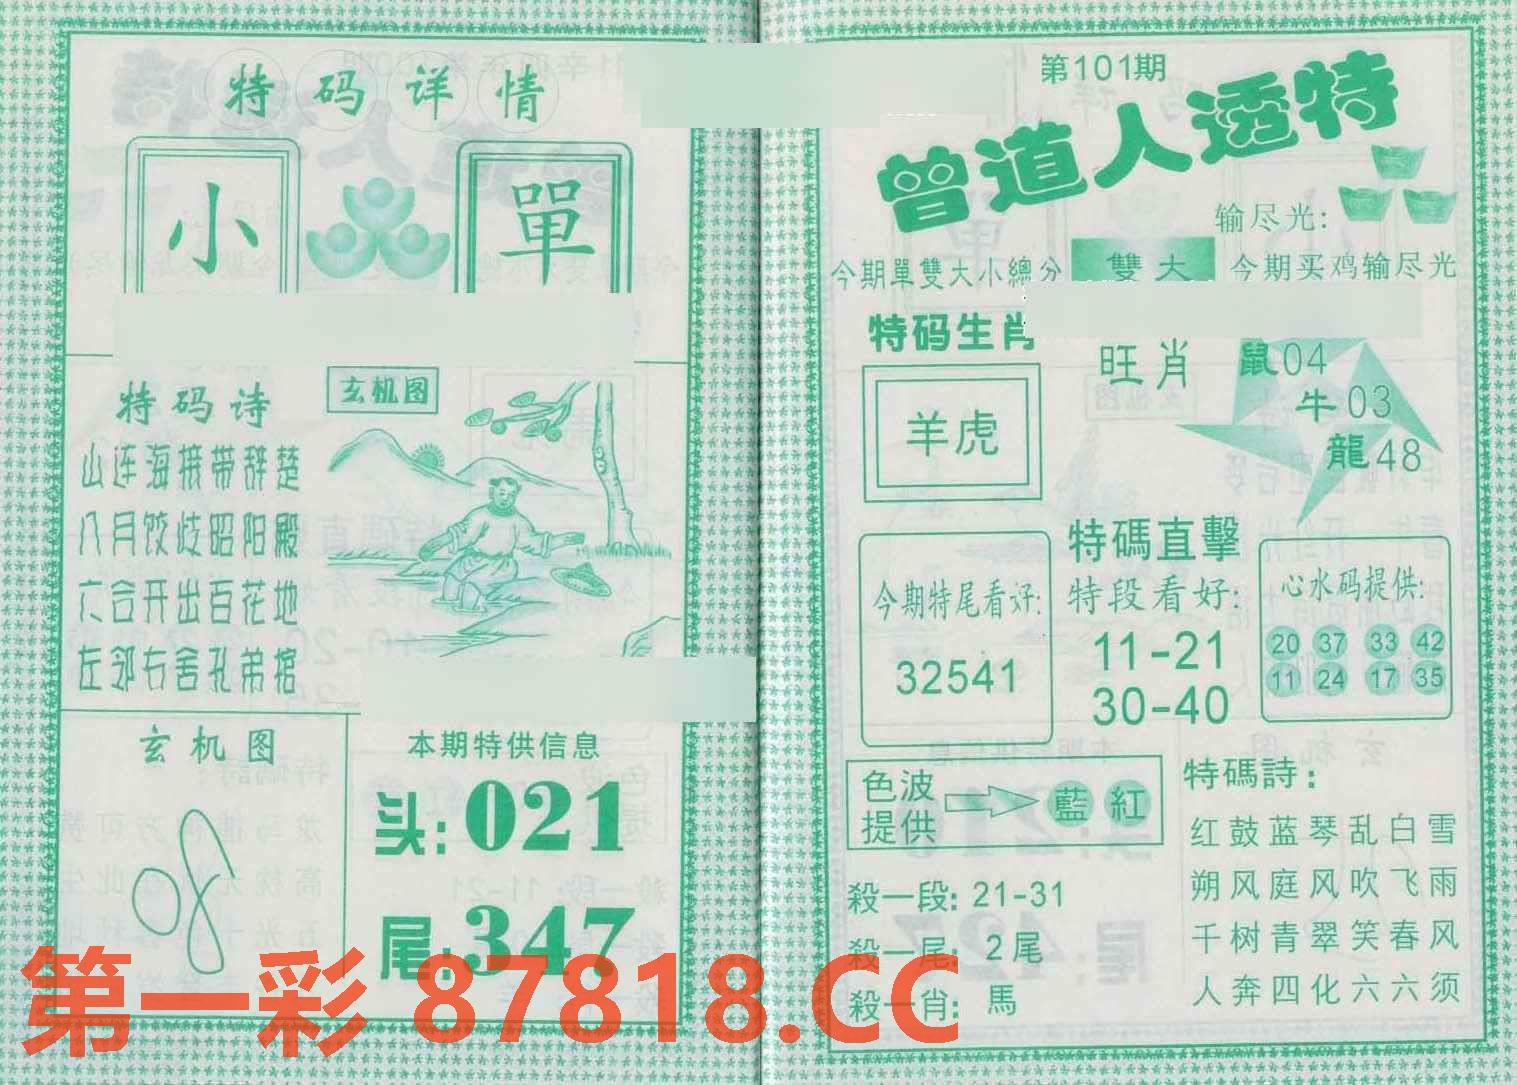 特码详情
小 單
特码诗
山连海接带辞楚
八月饺歧昭阳殿
六合开出百花地
左邻右舍孔弟棺
玄机图
玄机图
本期特供信息
头:021
尾:347
第101期
曾道人透特
输尽光:
今期單雙大小總分 雙大 今期买鸡输尽光
特码生肖
羊虎
旺肖
鼠04
牛03
龍48
今期特尾看好:
32541
特碼直擊
特段看好:
11-21
30-40
心水码提供:
20 37 33 42
11 24 17 35
色波提供 藍 紅
殺一段: 21-31
殺一尾: 2尾
殺一肖: 馬
特碼詩:
红鼓蓝琴乱白雪
朔风庭风吹飞雨
千树青翠笑春风
人奔四化六六须
第一彩 87818.CC